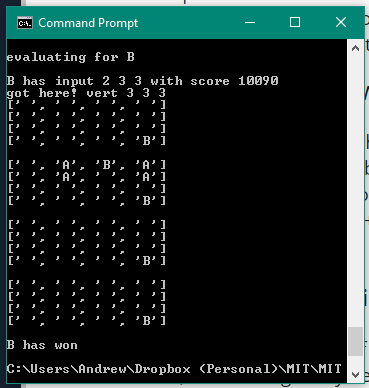 Command Prompt
evaluating for B
B has input 2 3 3 with score 10090
got here! vert 3 3 3
[' ', ' ', ' ', ' ']
[' ', ' ', ' ', ' ']
[' ', ' ', ' ', ' ']
[' ', ' ', ' ', 'B']
[' ', 'A', 'B', 'A']
[' ', 'A', ' ', 'A']
[' ', ' ', ' ', ' ']
[' ', ' ', ' ', 'B']
[' ', ' ', ' ', ' ']
[' ', ' ', ' ', ' ']
[' ', ' ', ' ', ' ']
[' ', ' ', ' ', 'B']
[' ', ' ', ' ', ' ']
[' ', ' ', ' ', ' ']
[' ', ' ', ' ', ' ']
[' ', ' ', ' ', 'B']
B has won
C:\Users\Andrew\Dropbox (Personal)\MIT\MIT